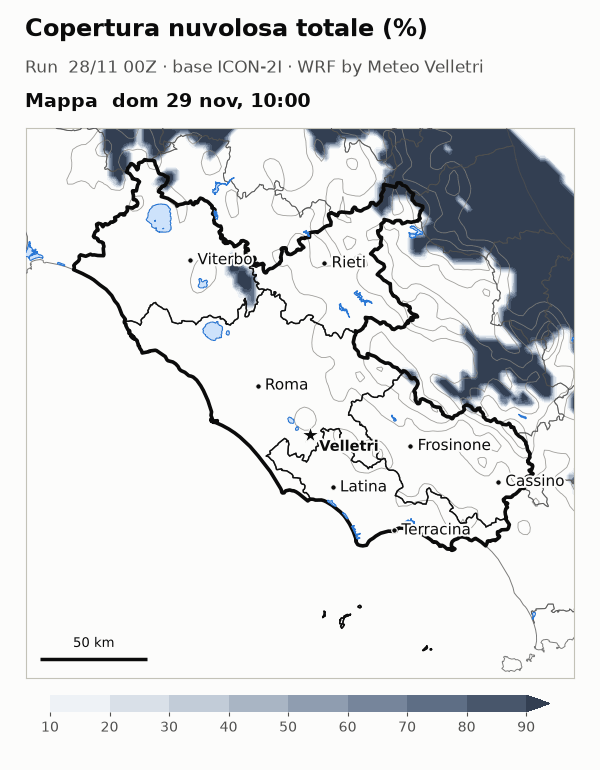 Copertura nuvolosa totale (%)
Run 28/11 00Z · base ICON-2I · WRF by Meteo Velletri
Mappa dom 29 nov, 10:00
Viterbo
Rieti
Roma
Velletri
Frosinone
Latina
Cassino
Terracina
50 km
10 20 30 40 50 60 70 80 90